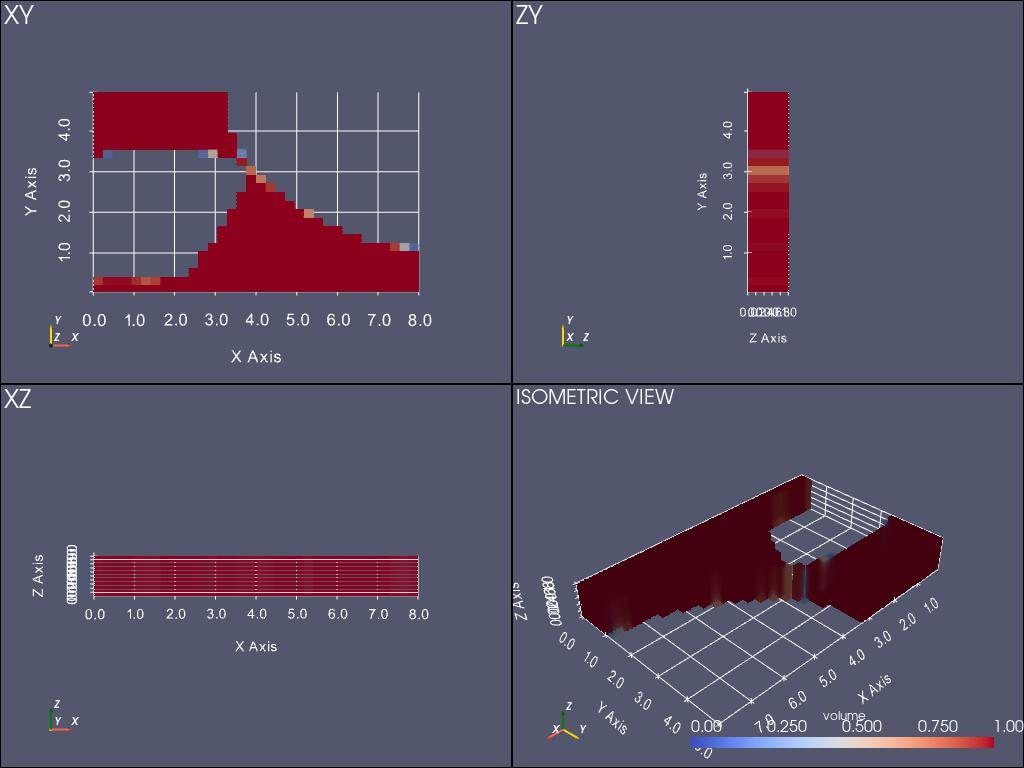 XY
4.0
3.0
2.0
1.0
Y Axis
0.0 1.0 2.0 3.0 4.0 5.0 6.0 7.0 8.0
X Axis
Y
Z X
ZY
4.0
3.0
2.0
1.0
Y Axis
Z Axis
Y
X Z
XZ
Z Axis
0.0 1.0 2.0 3.0 4.0 5.0 6.0 7.0 8.0
X Axis
Z
Y X
ISOMETRIC VIEW
Z Axis
0.0 1.0 2.0 3.0 4.0
Y Axis
1.0 2.0 3.0 4.0 5.0 6.0 7.0
X Axis
Z
X Y
volume
0.00 0.250 0.500 0.750 1.00